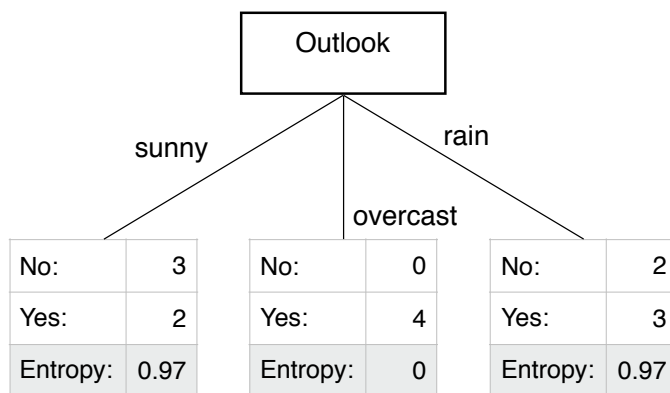 Outlook
sunny
rain
overcast
No: 3
Yes: 2
Entropy: 0.97
No: 0
Yes: 4
Entropy: 0
No: 2
Yes: 3
Entropy: 0.97